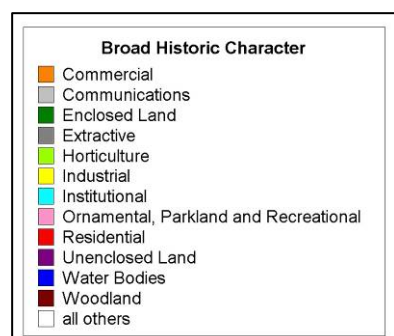 Broad Historic Character
Commercial
Communications
Enclosed Land
Extractive
Horticulture
Industrial
Institutional
Ornamental, Parkland and Recreational
Residential
Unenclosed Land
Water Bodies
Woodland
all others